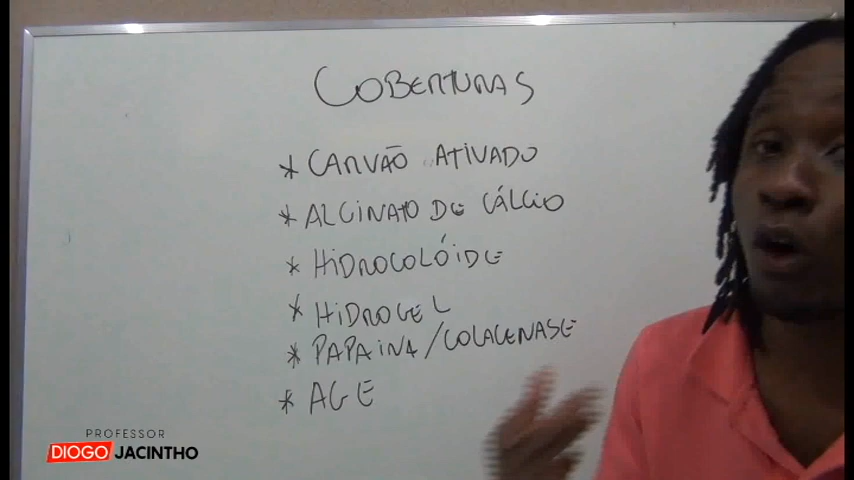 COBERTURAS
* CARVÃO ATIVADO
* ALGINATO DE CÁLCIO
* HIDROCOLÓIDE
* HIDROGEL
* PAPAINA/COLAGENASE
* AGE
PROFESSOR
DIOGO JACINTHO